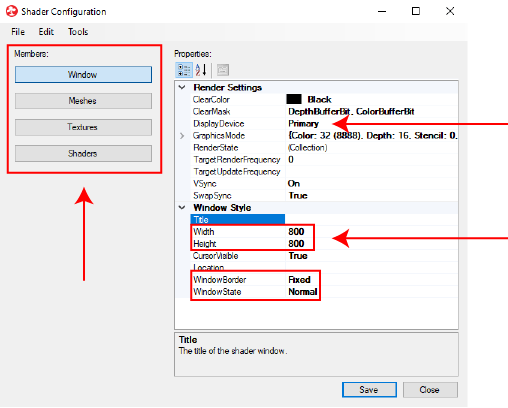 Shader Configuration
File Edit Tools
Members:
Window
Meshes
Textures
Shaders
Properties:
Render Settings
ClearColor Black
ClearMask DepthBufferBit, ColorBufferBit
DisplayDevice Primary
GraphicsMode {Color: 32 (8888), Depth: 16, Stencil: 0,
RenderState (Collection)
TargetRenderFrequency 0
TargetUpdateFrequency
VSync On
SwapSync True
Window Style
Title
Width 800
Height 800
CursorVisible True
Location
WindowBorder Fixed
WindowState Normal
Title
The title of the shader window.
Save Close